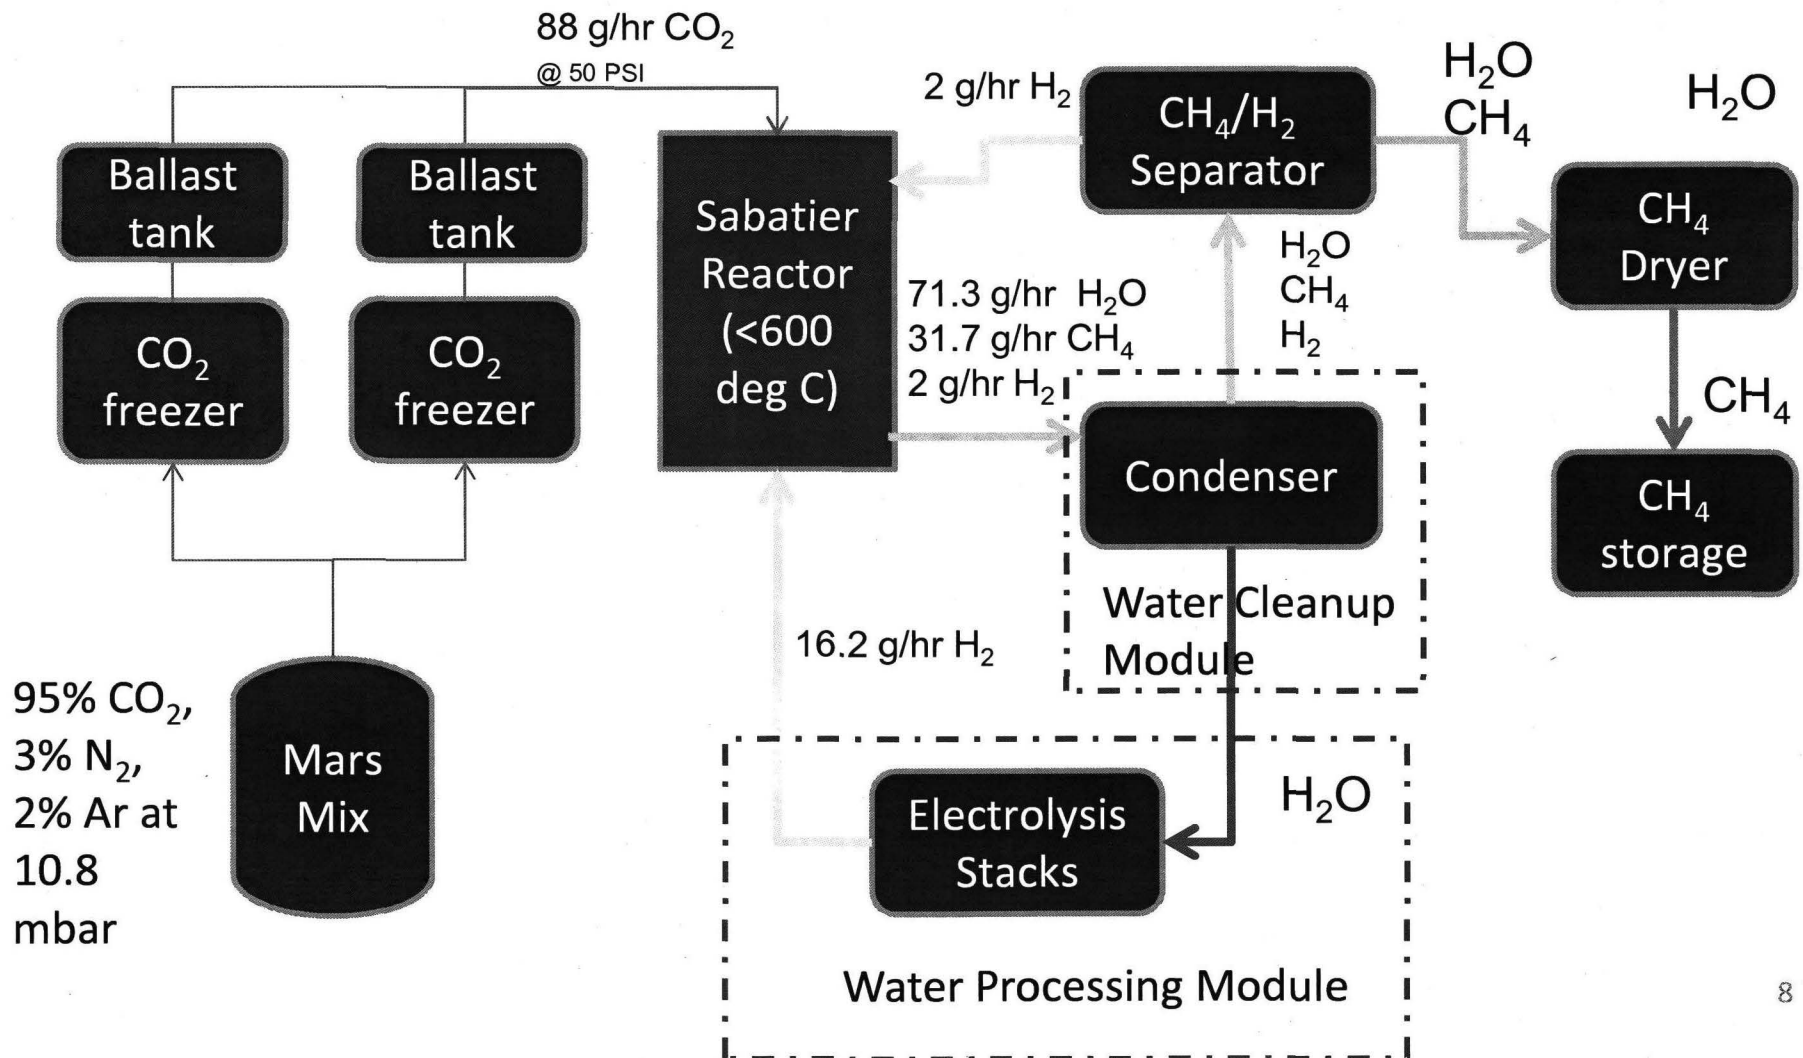 88 g/hr CO₂
@ 50 PSI
Ballast
tank
Ballast
tank
CO₂
freezer
CO₂
freezer
95% CO₂,
3% N₂,
2% Ar at
10.8
mbar
Mars
Mix
Sabatier
Reactor
(<600
deg C)
2 g/hr H₂
CH₄/H₂
Separator
H₂O
CH₄
H₂O
CH₄
Dryer
71.3 g/hr H₂O
31.7 g/hr CH₄
2 g/hr H₂
H₂O
CH₄
H₂
CH₄
CH₄
storage
Condenser
Water Cleanup
Module
16.2 g/hr H₂
Electrolysis
Stacks
H₂O
Water Processing Module
8